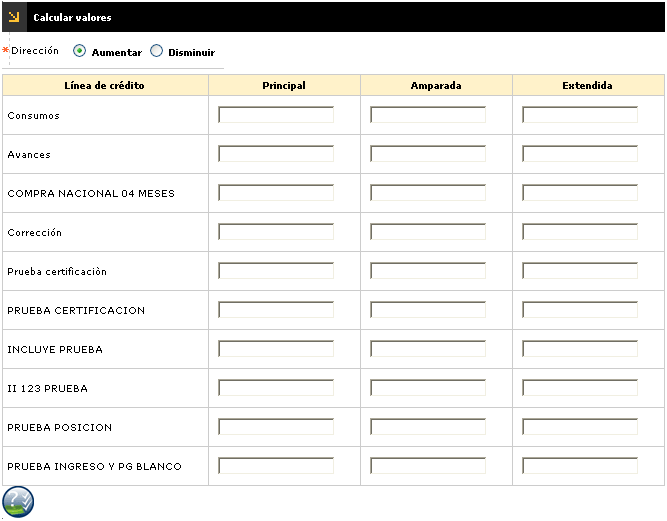 Calcular valores
*Dirección Aumentar Disminuir
Línea de crédito Principal Amparada Extendida
Consumos
Avances
COMPRA NACIONAL 04 MESES
Corrección
Prueba certificaciòn
PRUEBA CERTIFICACION
INCLUYE PRUEBA
II 123 PRUEBA
PRUEBA POSICION
PRUEBA INGRESO Y PG BLANCO